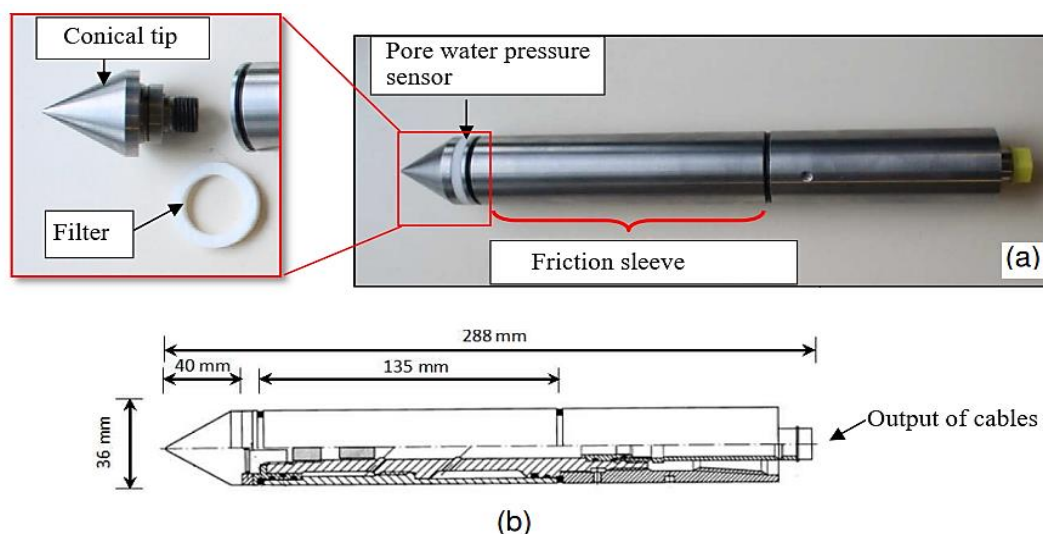 Conical tip
Filter
Pore water pressure
sensor
Friction sleeve
(a)
288 mm
40 mm
135 mm
36 mm
Output of cables
(b)